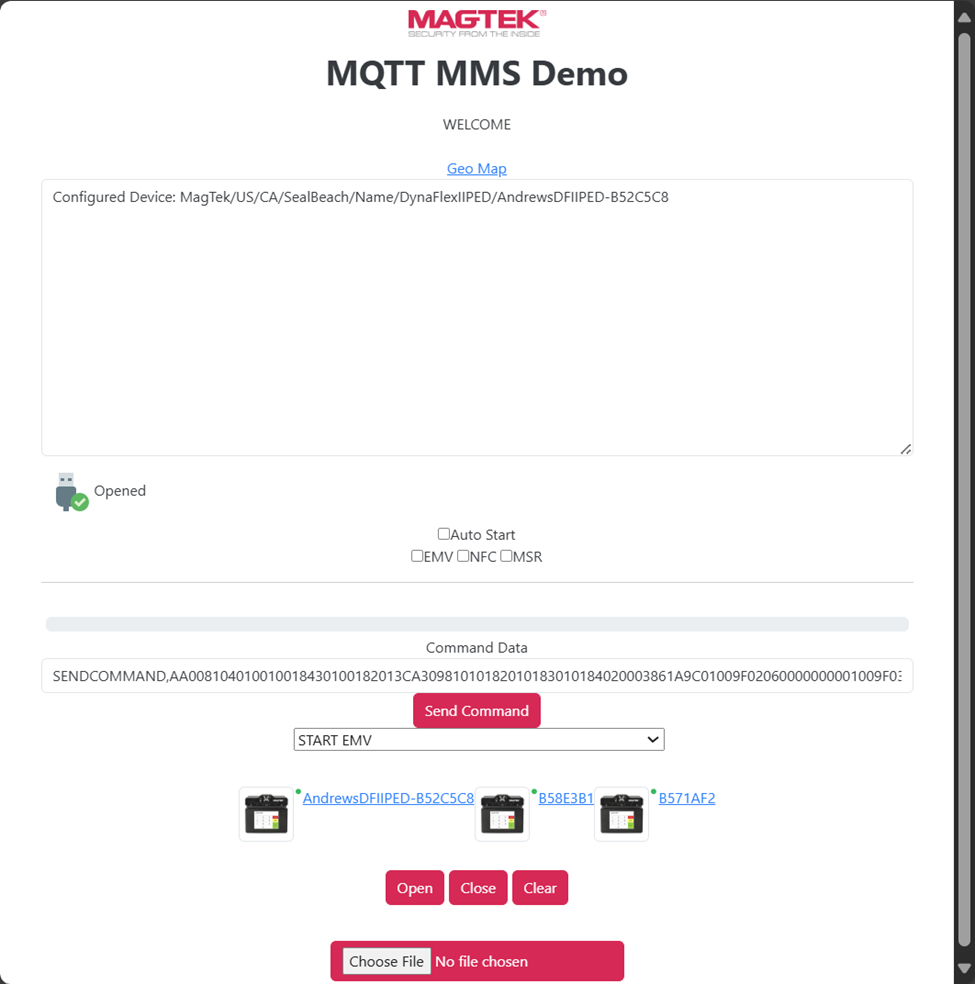 MAGTEK®
SECURITY FROM THE INSIDE
MQTT MMS Demo
WELCOME
Geo Map
Configured Device: MagTek/US/CA/SealBeach/Name/DynaFlexIIPED/AndrewsDFIIPED-B52C5C8
Opened
Auto Start
EMV NFC MSR
Command Data
SENDCOMMAND,AA008104010010018430100182013CA30981010182010183010184020003861A9C01009F02060000000001009F03
Send Command
START EMV
AndrewsDFIIPED-B52C5C8 B58E3B1 B571AF2
Open Close Clear
Choose File No file chosen